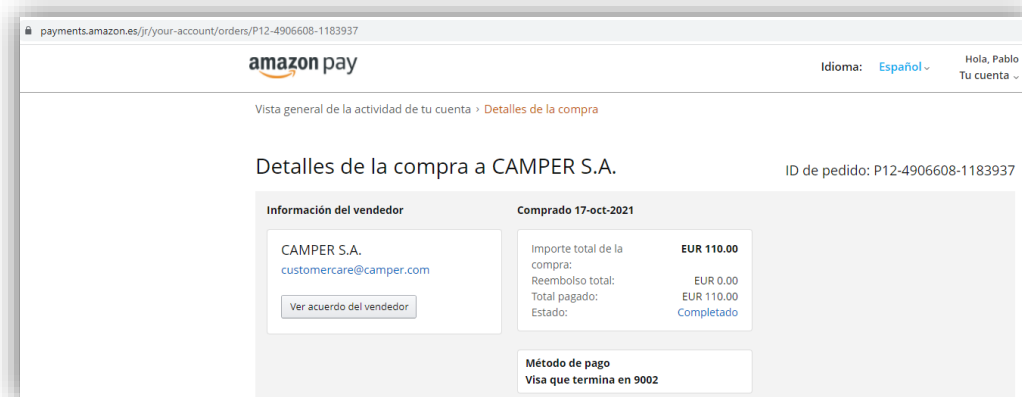 payments.amazon.es/jr/your-account/orders/P12-4906608-1183937
amazon pay
Idioma: Español
Hola, Pablo
Tu cuenta
Vista general de la actividad de tu cuenta › Detalles de la compra
Detalles de la compra a CAMPER S.A.
ID de pedido: P12-4906608-1183937
Información del vendedor
CAMPER S.A.
customercare@camper.com
Ver acuerdo del vendedor
Comprado 17-oct-2021
Importe total de la EUR 110.00
compra:
Reembolso total: EUR 0.00
Total pagado: EUR 110.00
Estado: Completado
Método de pago
Visa que termina en 9002